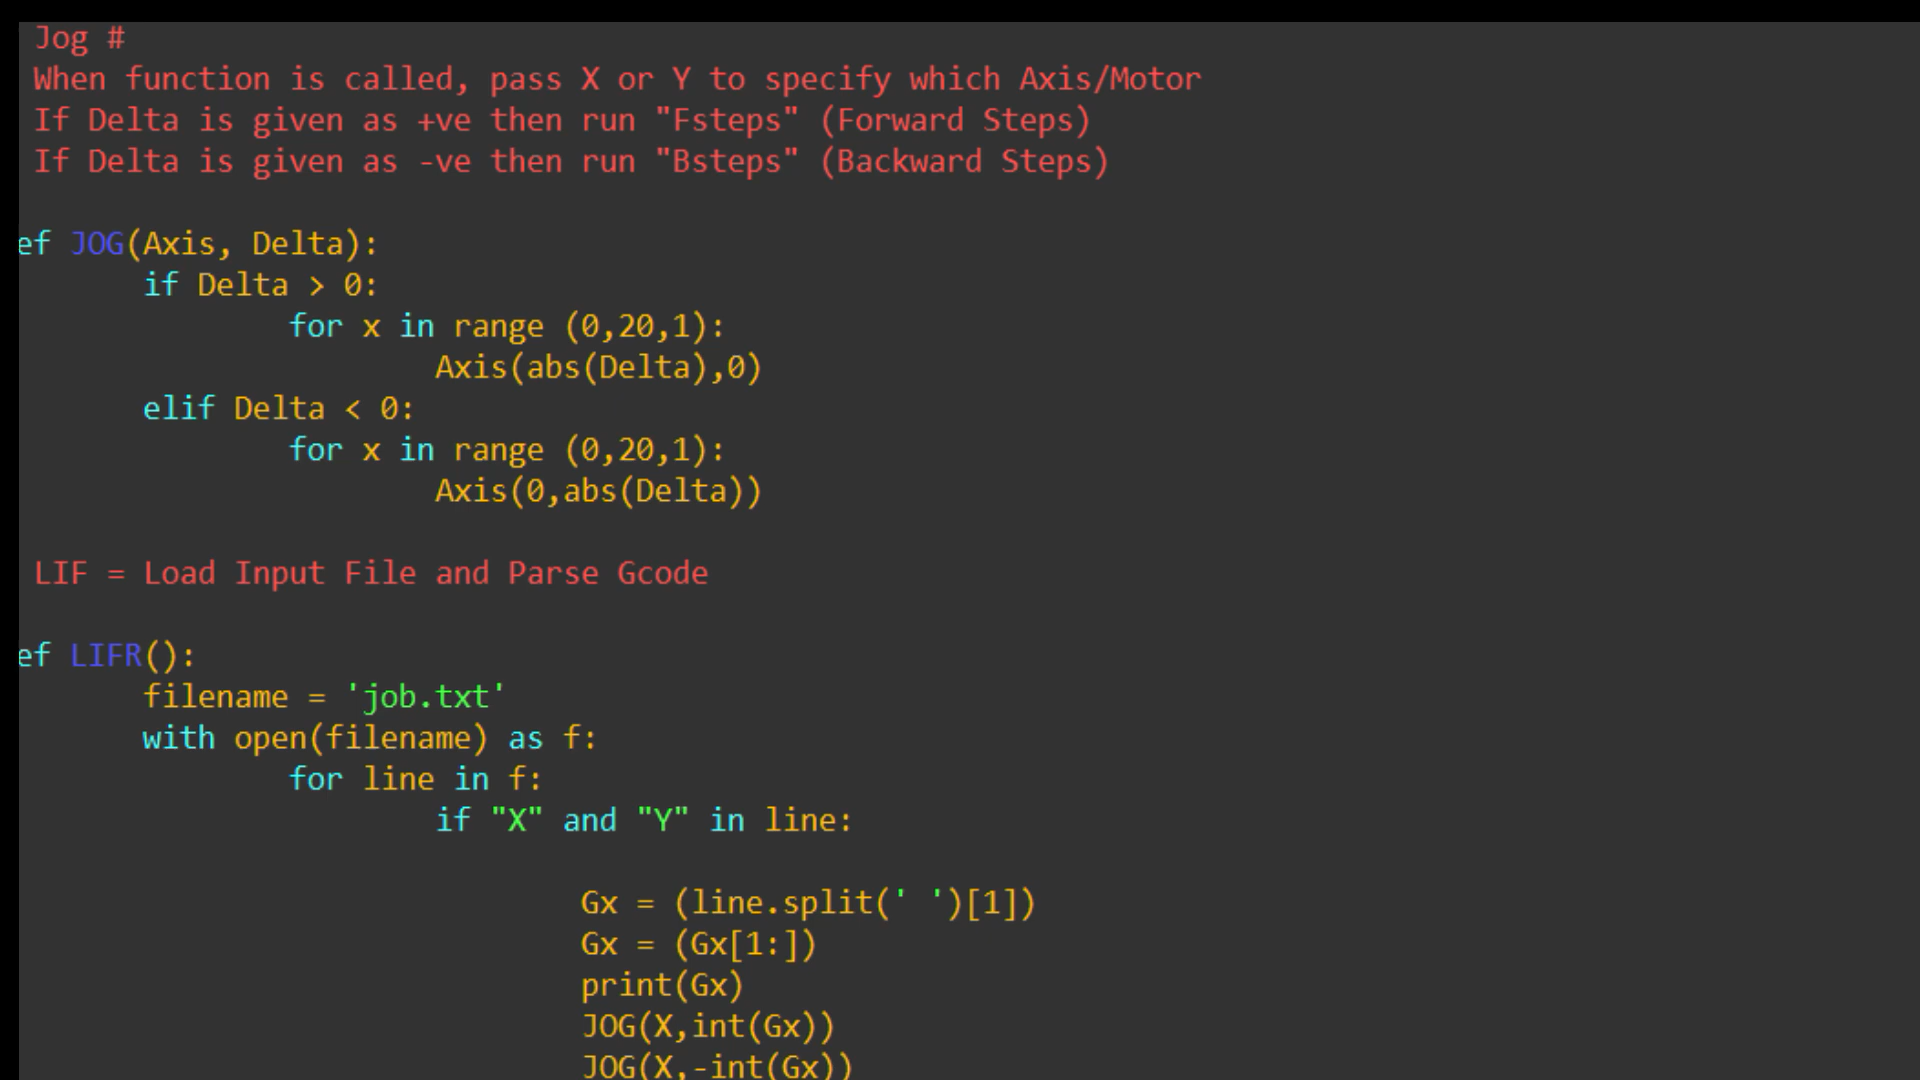 Jog #
When function is called, pass X or Y to specify which Axis/Motor
If Delta is given as +ve then run "Fsteps" (Forward Steps)
If Delta is given as -ve then run "Bsteps" (Backward Steps)
ef JOG(Axis, Delta):
if Delta > 0:
for x in range (0,20,1):
Axis(abs(Delta),0)
elif Delta < 0:
for x in range (0,20,1):
Axis(0,abs(Delta))
LIF = Load Input File and Parse Gcode
ef LIFR():
filename = 'job.txt'
with open(filename) as f:
for line in f:
if "X" and "Y" in line:
Gx = (line.split(' ')[1])
Gx = (Gx[1:])
print(Gx)
JOG(X,int(Gx))
JOG(X,-int(Gx))